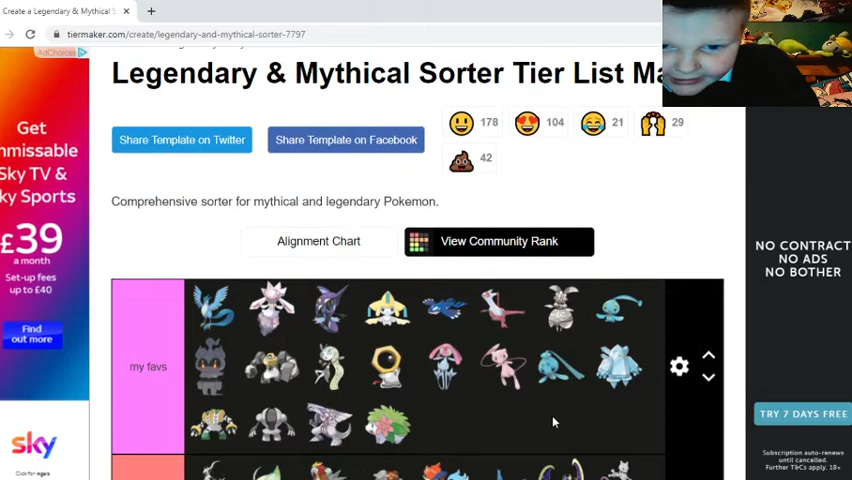 Create a Legendary & Mythical S
tiermaker.com/create/legendary-and-mythical-sorter-7797
AdChoices
Get
nmissable
Sky TV &
ky Sports
£39
a month
Set-up fees
up to £40
Find
out more
sky
Legendary & Mythical Sorter Tier List Ma
Share Template on Twitter
Share Template on Facebook
178
104
21
29
42
Comprehensive sorter for mythical and legendary Pokemon.
Alignment Chart
View Community Rank
my favs
NO CONTRACT
NO ADS
NO BOTHER
TRY 7 DAYS FREE
Subscription auto-renews
until cancelled.
Further T&Cs apply. 18+